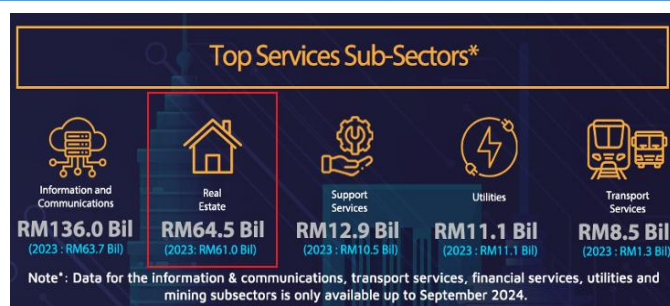 Top Services Sub-Sectors*
Information and
Communications
RM136.0 Bil
(2023 : RM63.7 Bil)
Real
Estate
RM64.5 Bil
(2023: RM61.0 Bil)
Support
Services
RM12.9 Bil
(2023 : RM10.5 Bil)
Utilities
RM11.1 Bil
(2023 : RM11.1 Bil)
Transport
Services
RM8.5 Bil
(2023 : RM1.3 Bil)
Note*: Data for the information & communications, transport services, financial services, utilities and
mining subsectors is only available up to September 2024.